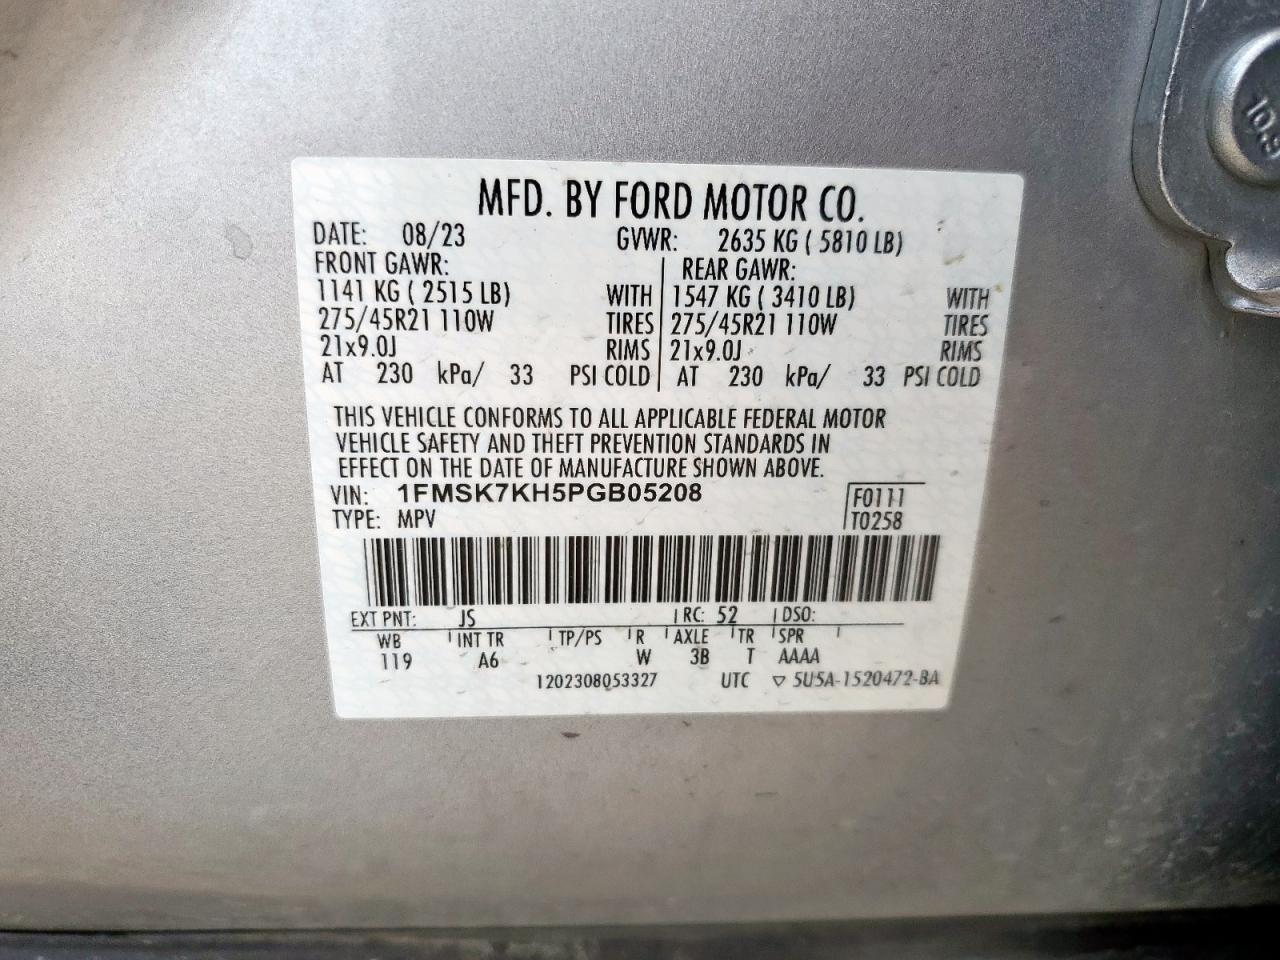 10.9
MFD. BY FORD MOTOR CO.
DATE: 08/23 GVWR: 2635 KG ( 5810 LB)
FRONT GAWR: REAR GAWR:
1141 KG ( 2515 LB) WITH 1547 KG ( 3410 LB) WITH
275/45R21 110W TIRES 275/45R21 110W TIRES
21x9.0J RIMS 21x9.0J RIMS
AT 230 kPa/ 33 PSI COLD AT 230 kPa/ 33 PSI COLD
THIS VEHICLE CONFORMS TO ALL APPLICABLE FEDERAL MOTOR
VEHICLE SAFETY AND THEFT PREVENTION STANDARDS IN
EFFECT ON THE DATE OF MANUFACTURE SHOWN ABOVE.
VIN: 1FMSK7KH5PGB05208 F0111
TYPE: MPV T0258
EXT PNT: JS RC: 52 DSO:
WB INT TR TP/PS R AXLE TR SPR
119 A6 W 3B T AAAA
1202308053327 UTC ▽ 5U5A-1520472-BA